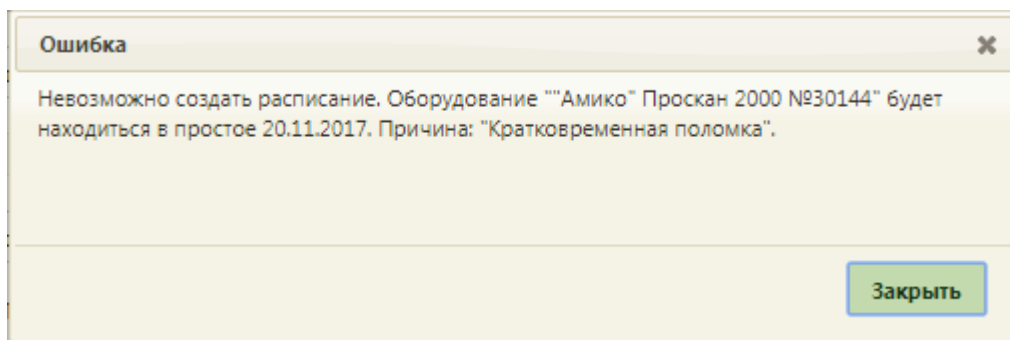 Ошибка
Невозможно создать расписание. Оборудование ""Амико" Проскан 2000 №30144" будет
находиться в простое 20.11.2017. Причина: "Кратковременная поломка".
Закрыть